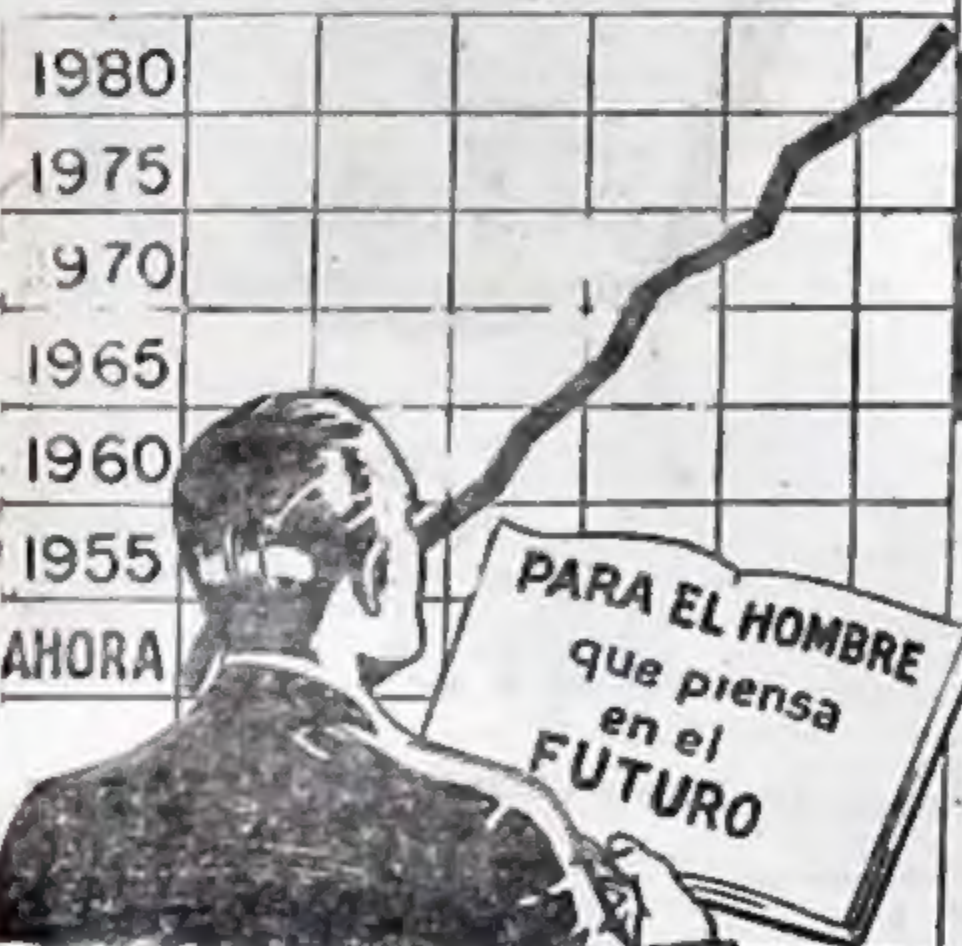 1980
1975
970
1965
1960
1955
AHORA
PARA EL HOMBRE
que piensa
en el
FUTURO